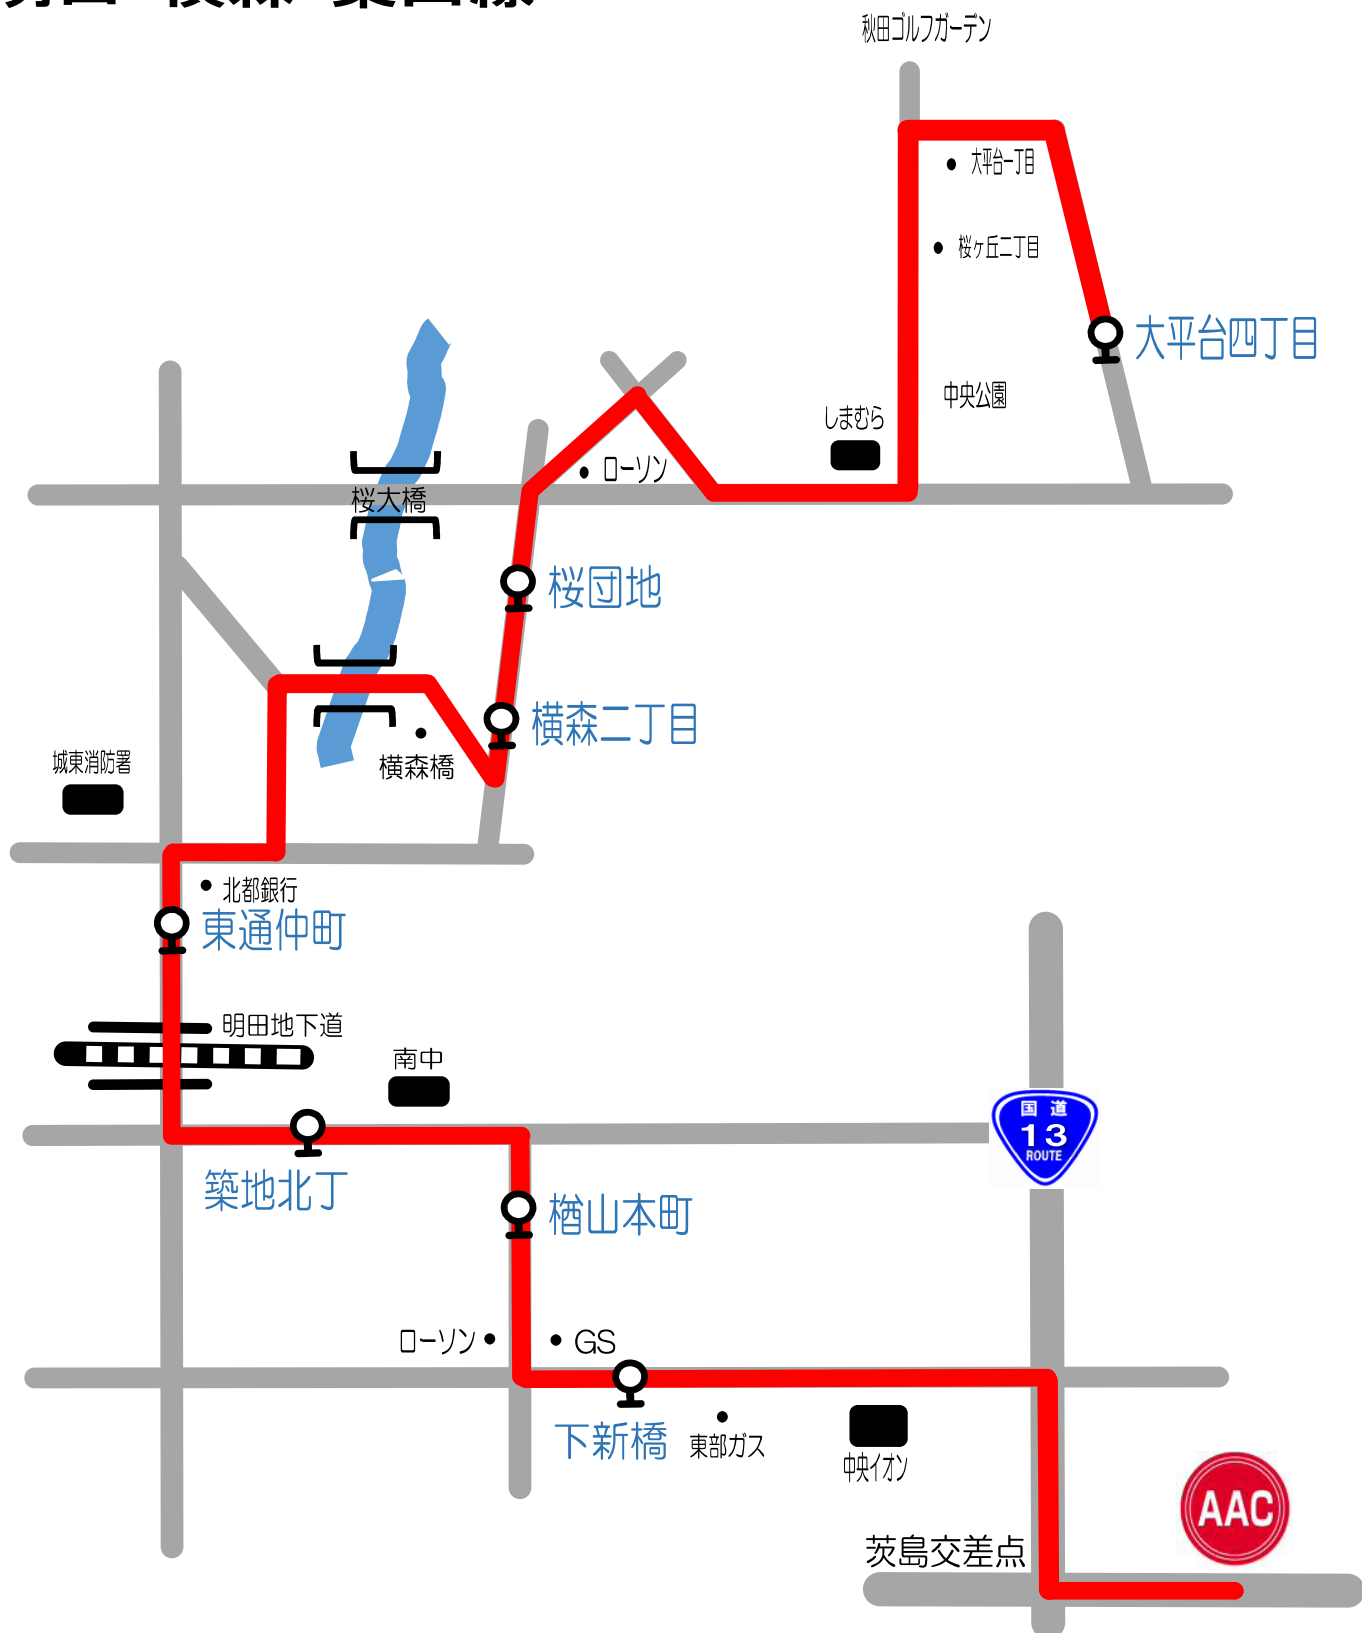 秋田ゴルフガーデン
大平台一丁目
桜ヶ丘二丁目
大平台四丁目
中央公園
しまむら
ローソン
桜大橋
桜団地
横森二丁目
横森橋
城東消防署
北都銀行
東通仲町
明田地下道
南中
国道
13
ROUTE
築地北丁
楢山本町
ローソン
GS
下新橋
東部ガス
中央イオン
AAC
茨島交差点